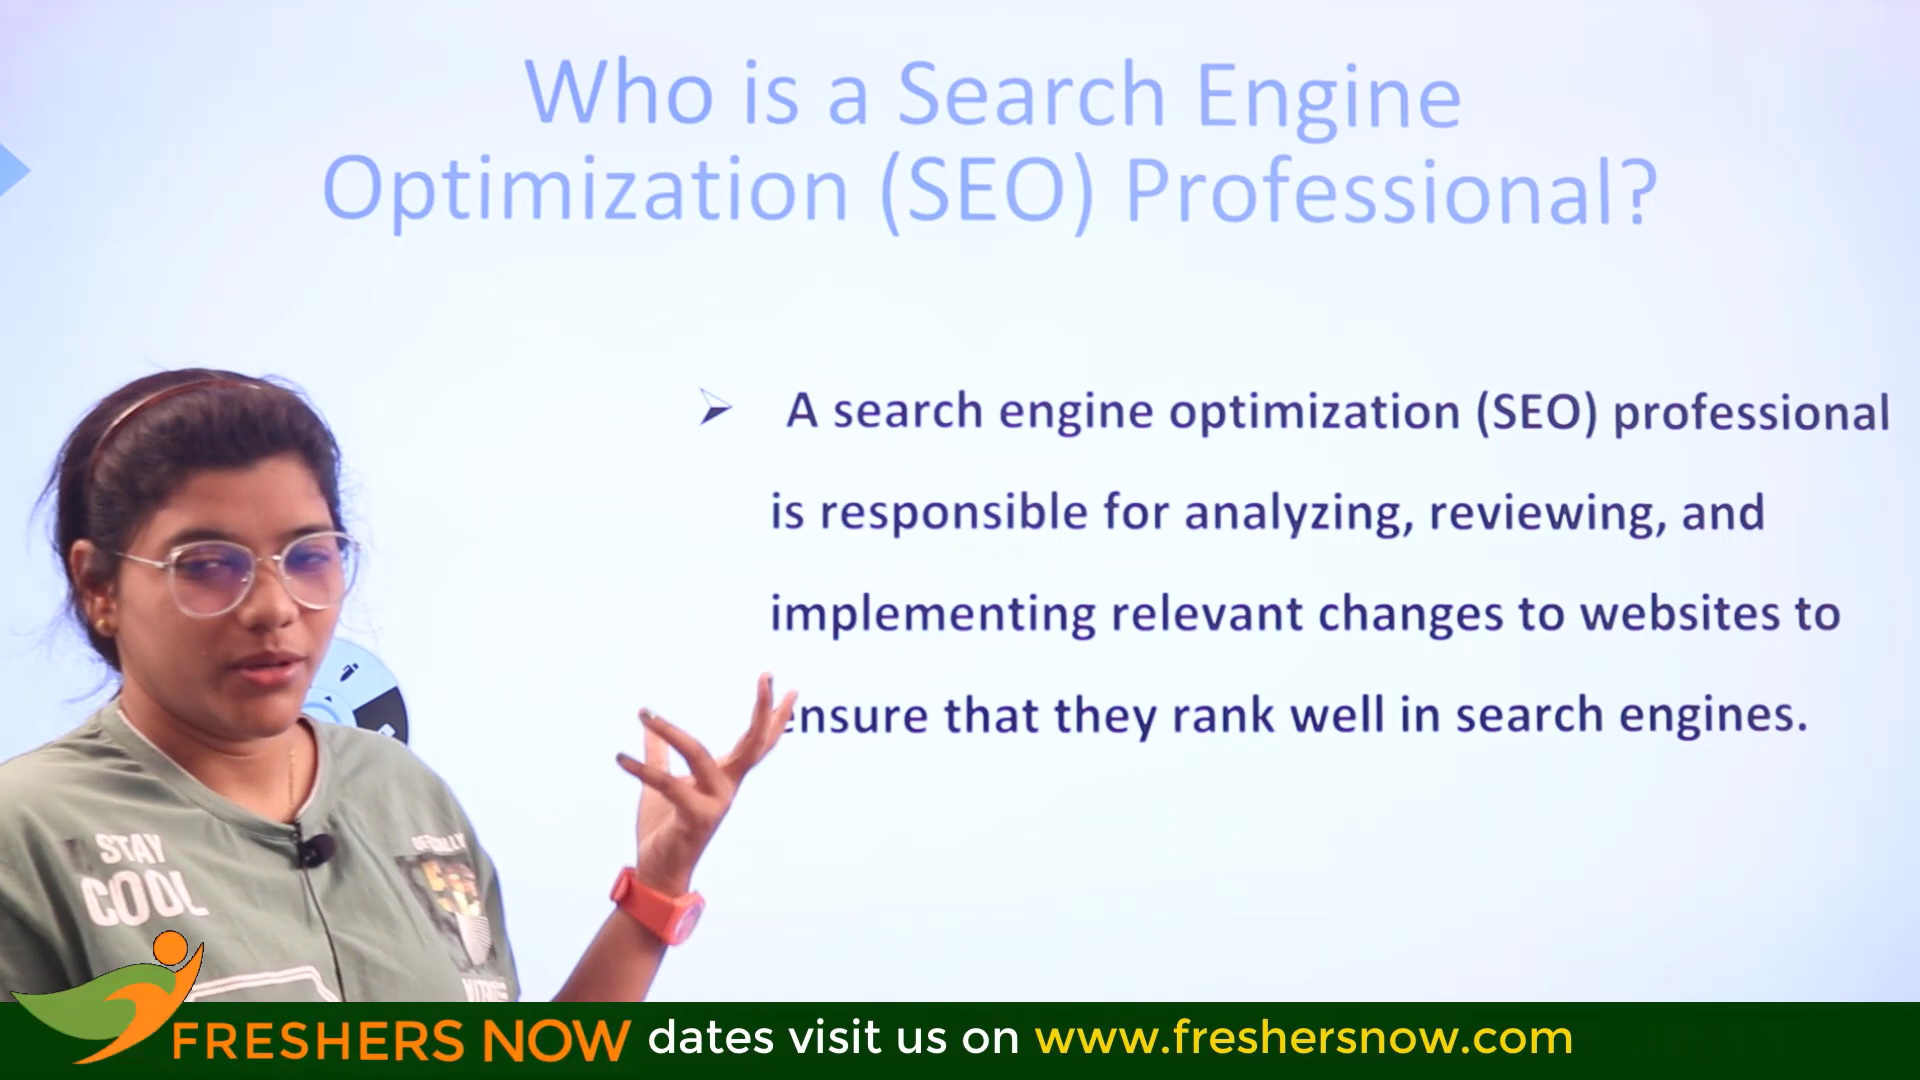 Who is a Search Engine
Optimization (SEO) Professional?
➢ A search engine optimization (SEO) professional
is responsible for analyzing, reviewing, and
implementing relevant changes to websites to
ensure that they rank well in search engines.
STAY
COOL
FRESHERS NOW dates visit us on www.freshersnow.com